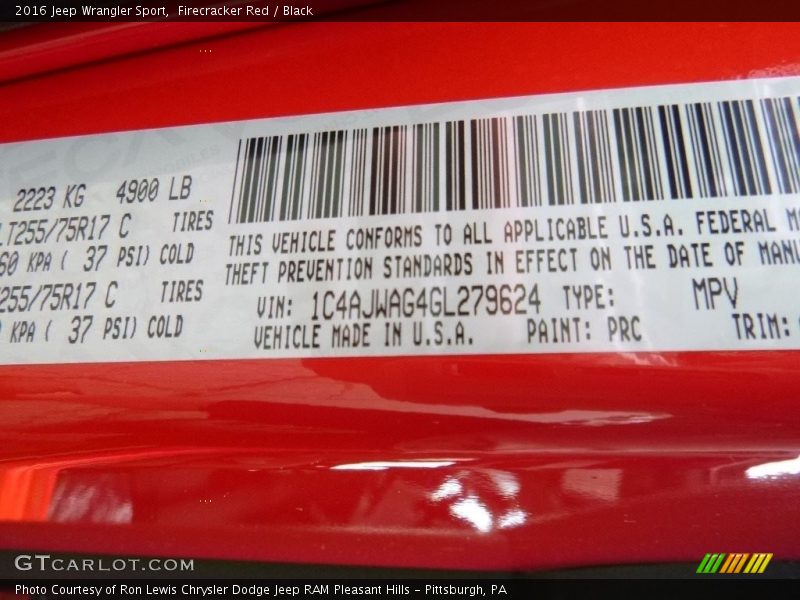 2016 Jeep Wrangler Sport, Firecracker Red / Black
2223 KG 4900 LB
LT255/75R17 C TIRES
60 KPA ( 37 PSI) COLD
255/75R17 C TIRES
KPA ( 37 PSI) COLD
THIS VEHICLE CONFORMS TO ALL APPLICABLE U.S.A. FEDERAL M
THEFT PREVENTION STANDARDS IN EFFECT ON THE DATE OF MANU
VIN: 1C4AJWAG4GL279624 TYPE: MPV
VEHICLE MADE IN U.S.A. PAINT: PRC TRIM:
GTCARLOT.COM
Photo Courtesy of Ron Lewis Chrysler Dodge Jeep RAM Pleasant Hills - Pittsburgh, PA